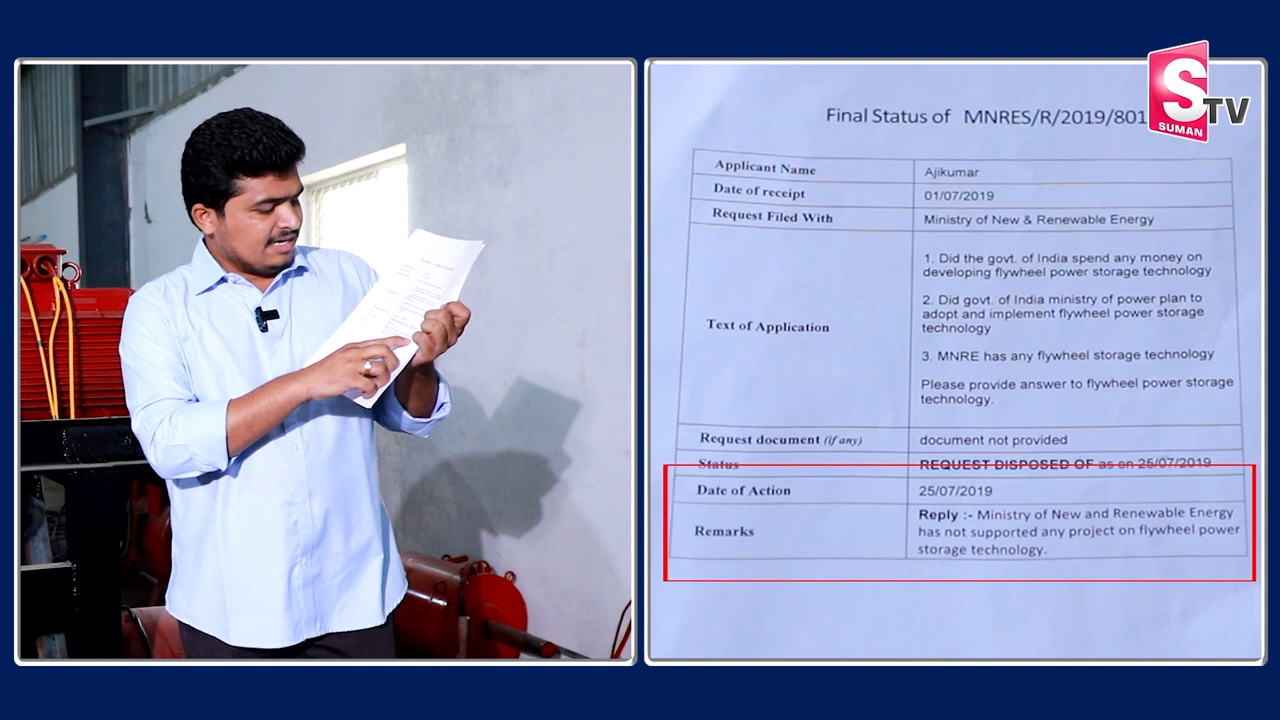 S
TV
SUMAN
Final Status of MNRES/R/2019/801
Applicant Name
Ajikumar
Date of receipt
01/07/2019
Request Filed With
Ministry of New & Renewable Energy
Text of Application
1. Did the govt. of India spend any money on
developing flywheel power storage technology
2. Did govt. of India ministry of power plan to
adopt and implement flywheel power storage
technology
3. MNRE has any flywheel storage technology
Please provide answer to flywheel power storage
technology.
Request document (if any)
document not provided
Status
REQUEST DISPOSED OF as on 25/07/2019
Date of Action
25/07/2019
Remarks
Reply :- Ministry of New and Renewable Energy
has not supported any project on flywheel power
storage technology.